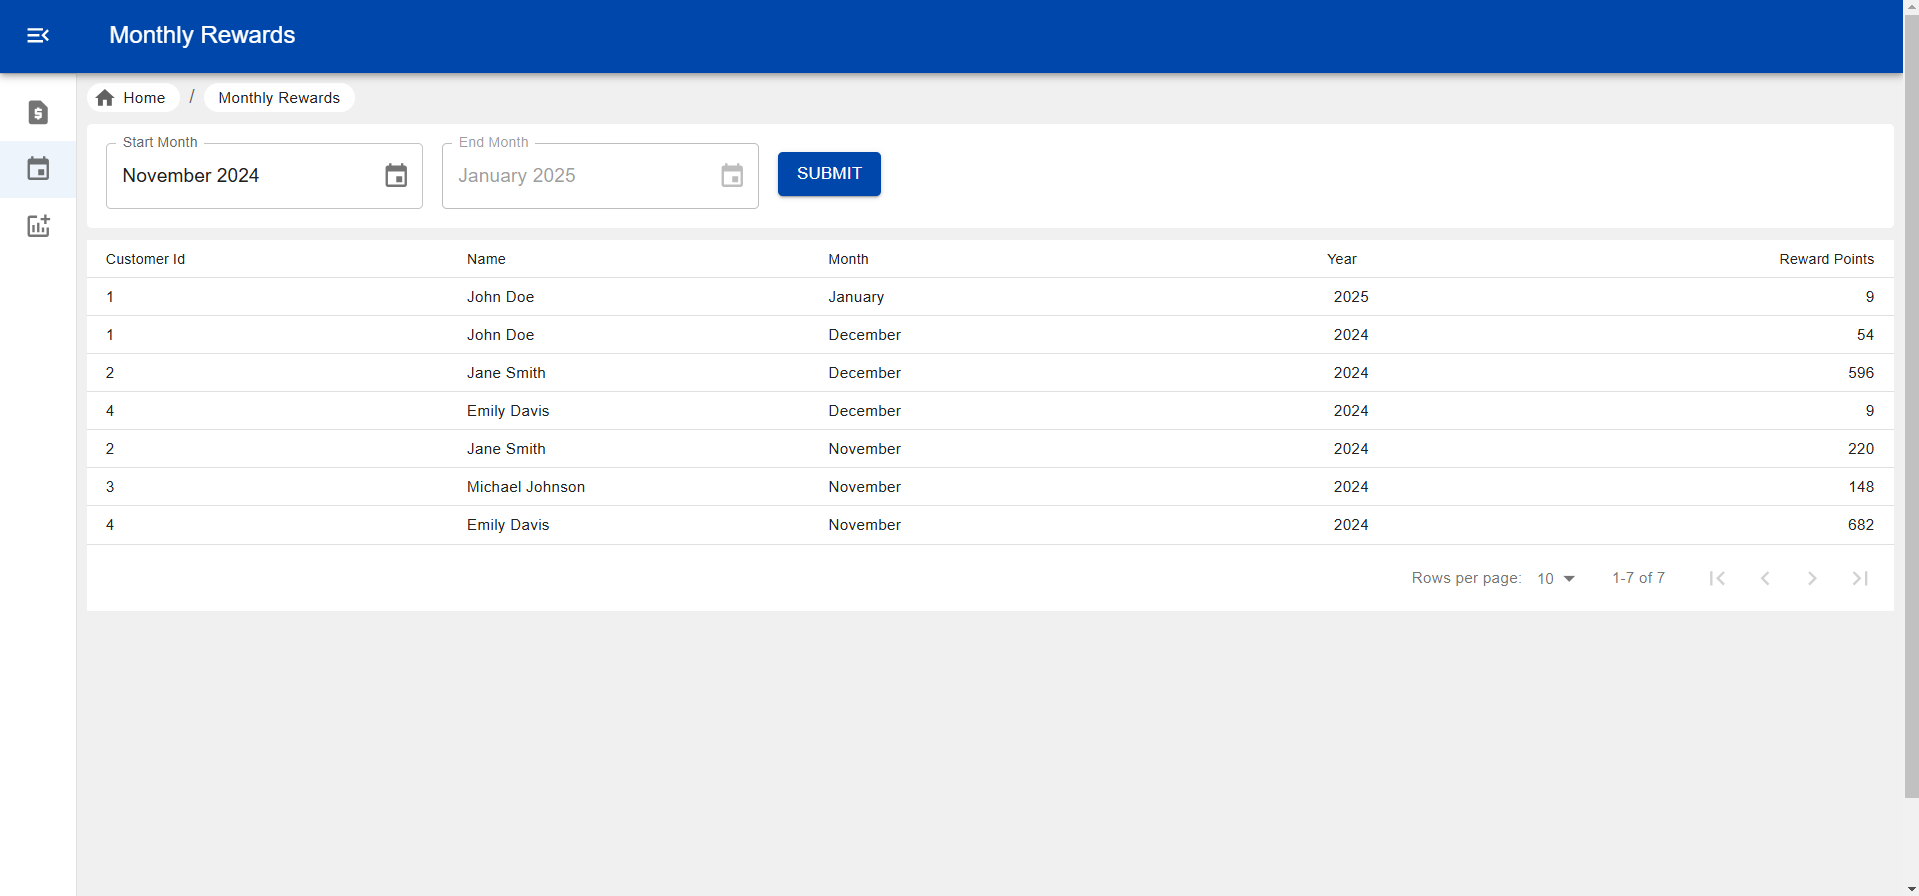 Monthly Rewards
Home / Monthly Rewards
Start Month End Month
November 2024 January 2025 SUBMIT
Customer Id Name Month Year Reward Points
1 John Doe January 2025 9
1 John Doe December 2024 54
2 Jane Smith December 2024 596
4 Emily Davis December 2024 9
2 Jane Smith November 2024 220
3 Michael Johnson November 2024 148
4 Emily Davis November 2024 682
Rows per page: 10 1-7 of 7